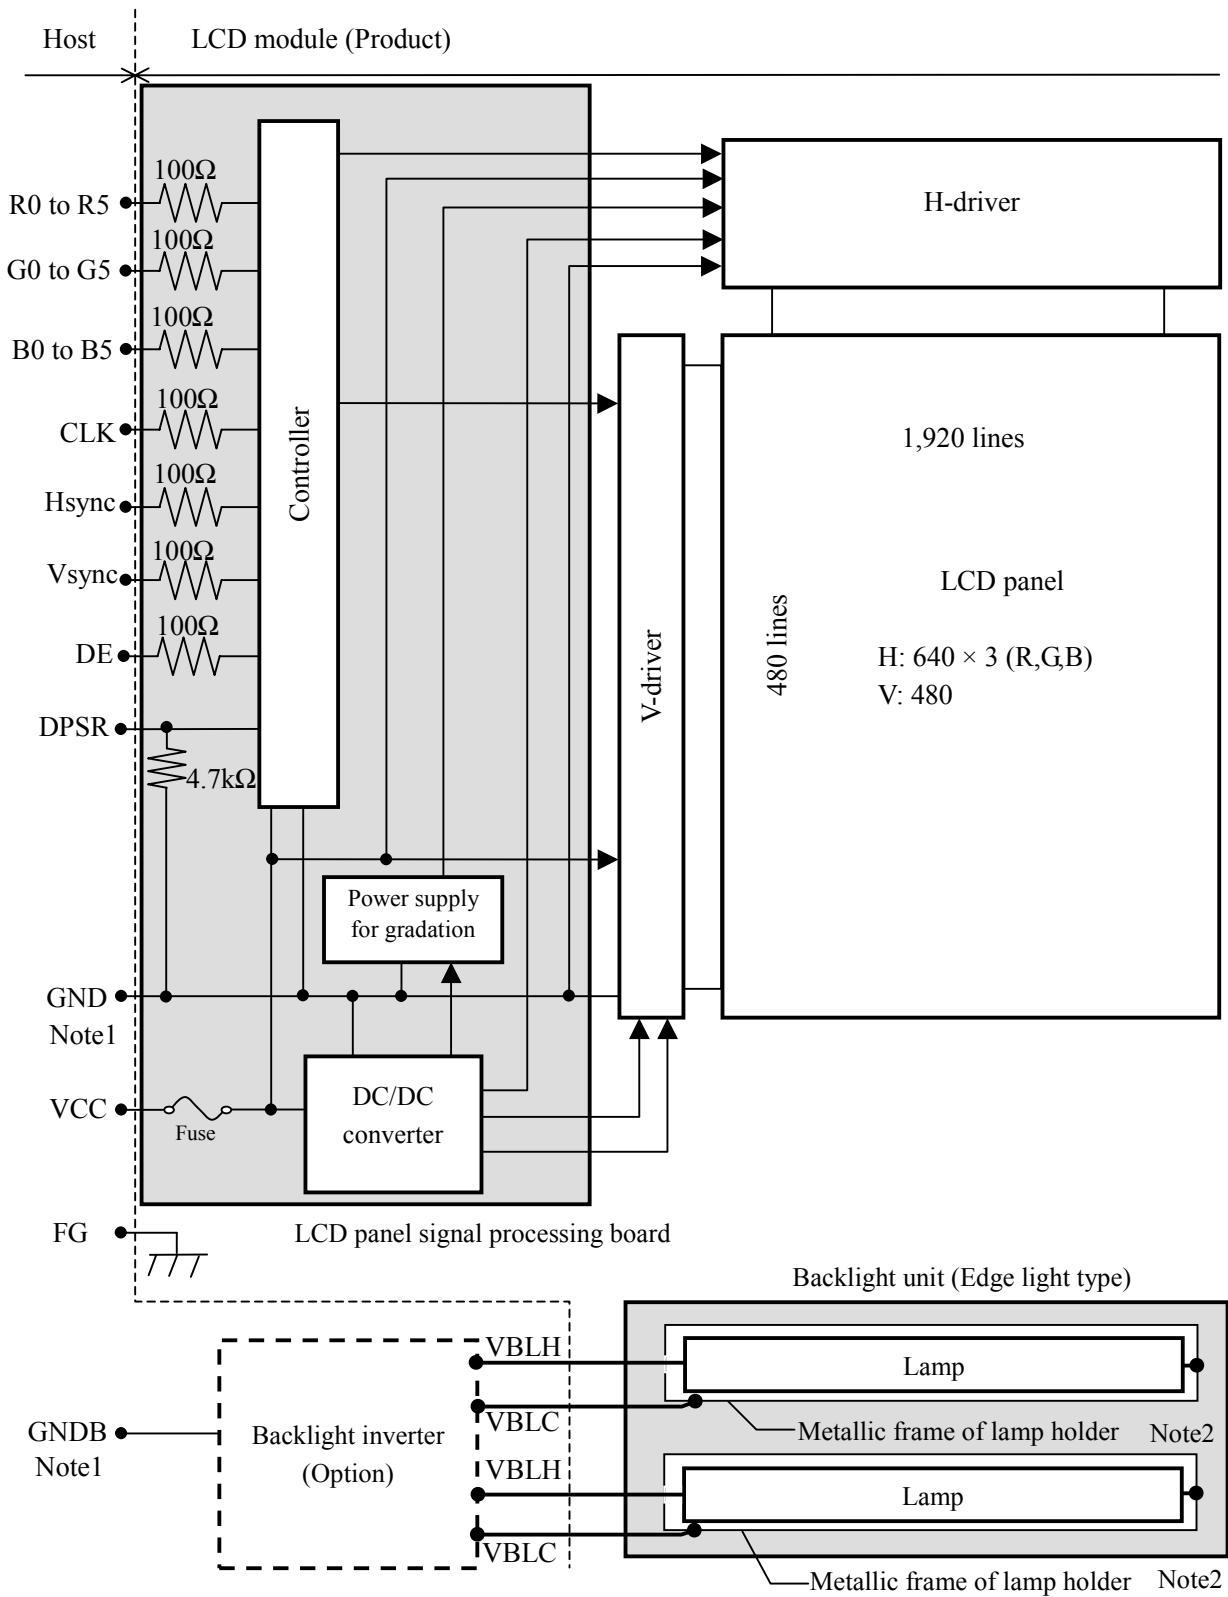 Host
LCD module (Product)
100Ω
R0 to R5
100Ω
G0 to G5
100Ω
B0 to B5
100Ω
CLK
100Ω
Hsync
100Ω
Vsync
100Ω
DE
DPSR
4.7kΩ
Controller
H-driver
V-driver
1,920 lines
480 lines
LCD panel
H: 640 × 3 (R,G,B)
V: 480
Power supply
for gradation
GND
Note1
VCC
Fuse
DC/DC
converter
FG
LCD panel signal processing board
Backlight unit (Edge light type)
VBLH
Lamp
VBLC
Metallic frame of lamp holder
Note2
GNDB
Note1
Backlight inverter
(Option)
VBLH
Lamp
VBLC
Metallic frame of lamp holder
Note2